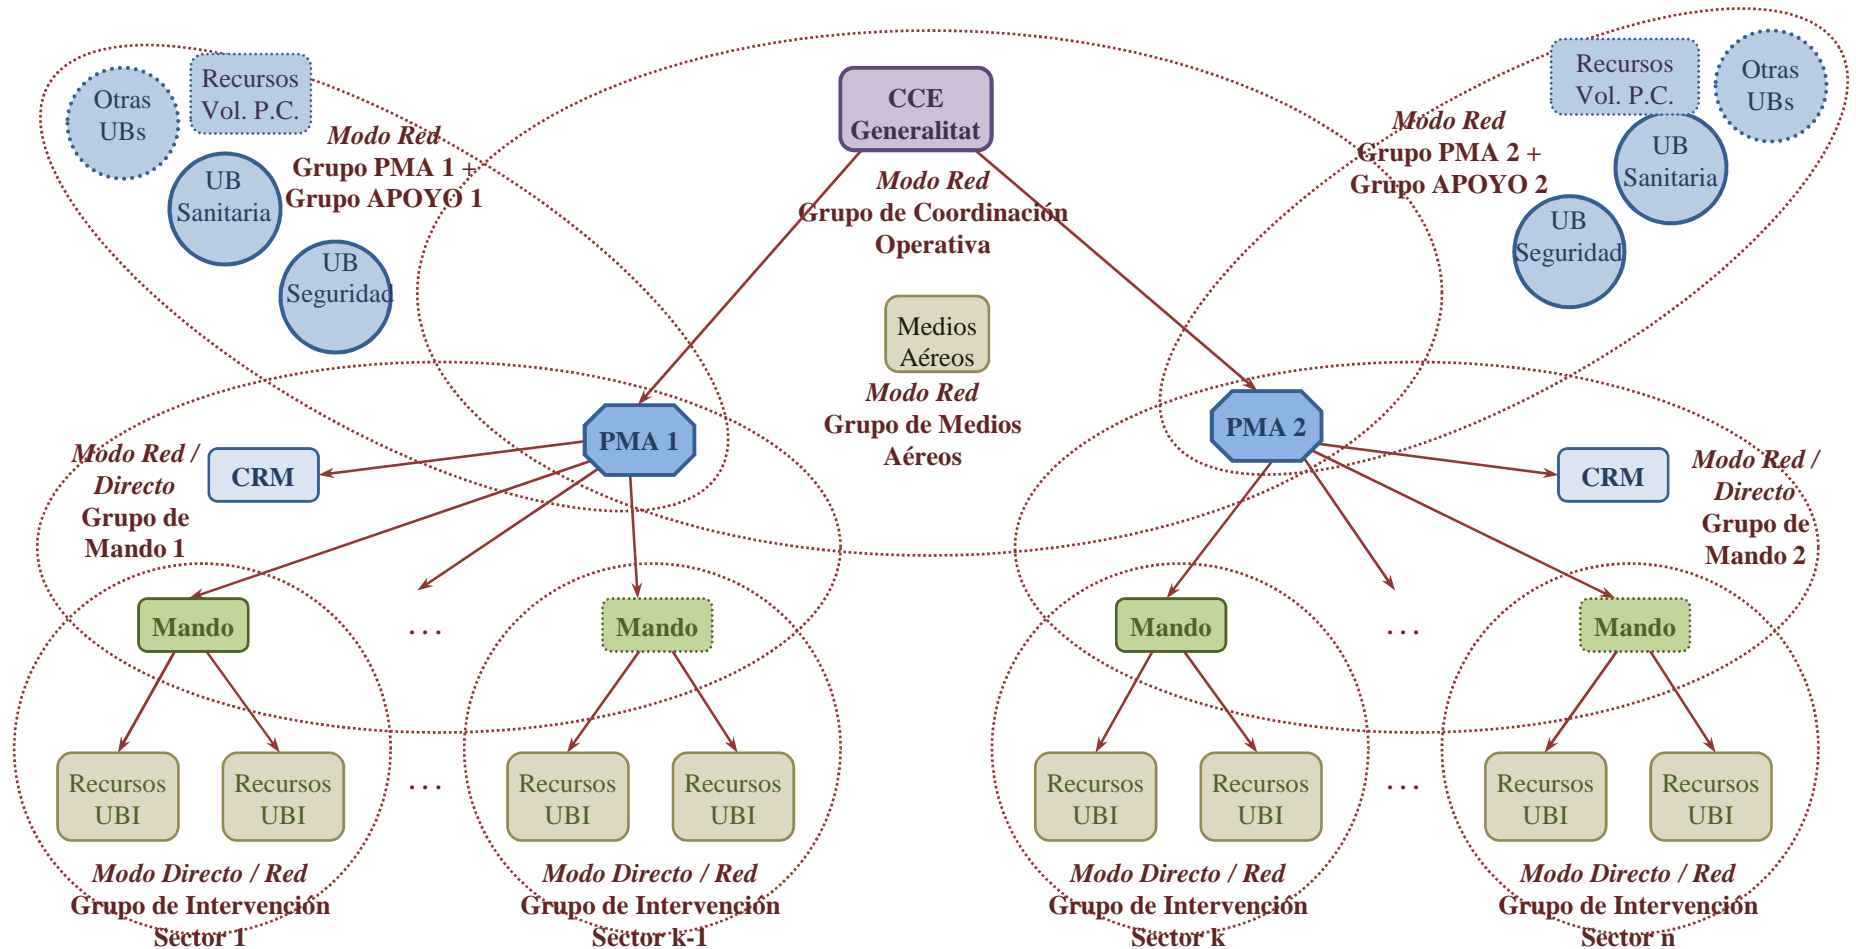 Otras
UBs
Recursos
Vol. P.C.
Modo Red
Grupo PMA 1 +
Grupo APOYO 1
UB
Sanitaria
UB
Seguridad
CCE
Generalitat
Modo Red
Grupo de Coordinación
Operativa
Medios
Aéreos
Modo Red
Grupo de Medios
Aéreos
Recursos
Vol. P.C.
Otras
UBs
Modo Red
Grupo PMA 2 +
Grupo APOYO 2
UB
Sanitaria
UB
Seguridad
PMA 1
PMA 2
Modo Red /
Directo
Grupo de
Mando 1
CRM
CRM
Modo Red /
Directo
Grupo de
Mando 2
Mando
...
Mando
Mando
...
Mando
Recursos
UBI
Recursos
UBI
...
Recursos
UBI
Recursos
UBI
Recursos
UBI
Recursos
UBI
...
Recursos
UBI
Recursos
UBI
Modo Directo / Red
Grupo de Intervención
Sector 1
Modo Directo / Red
Grupo de Intervención
Sector k-1
Modo Directo / Red
Grupo de Intervención
Sector k
Modo Directo / Red
Grupo de Intervención
Sector n